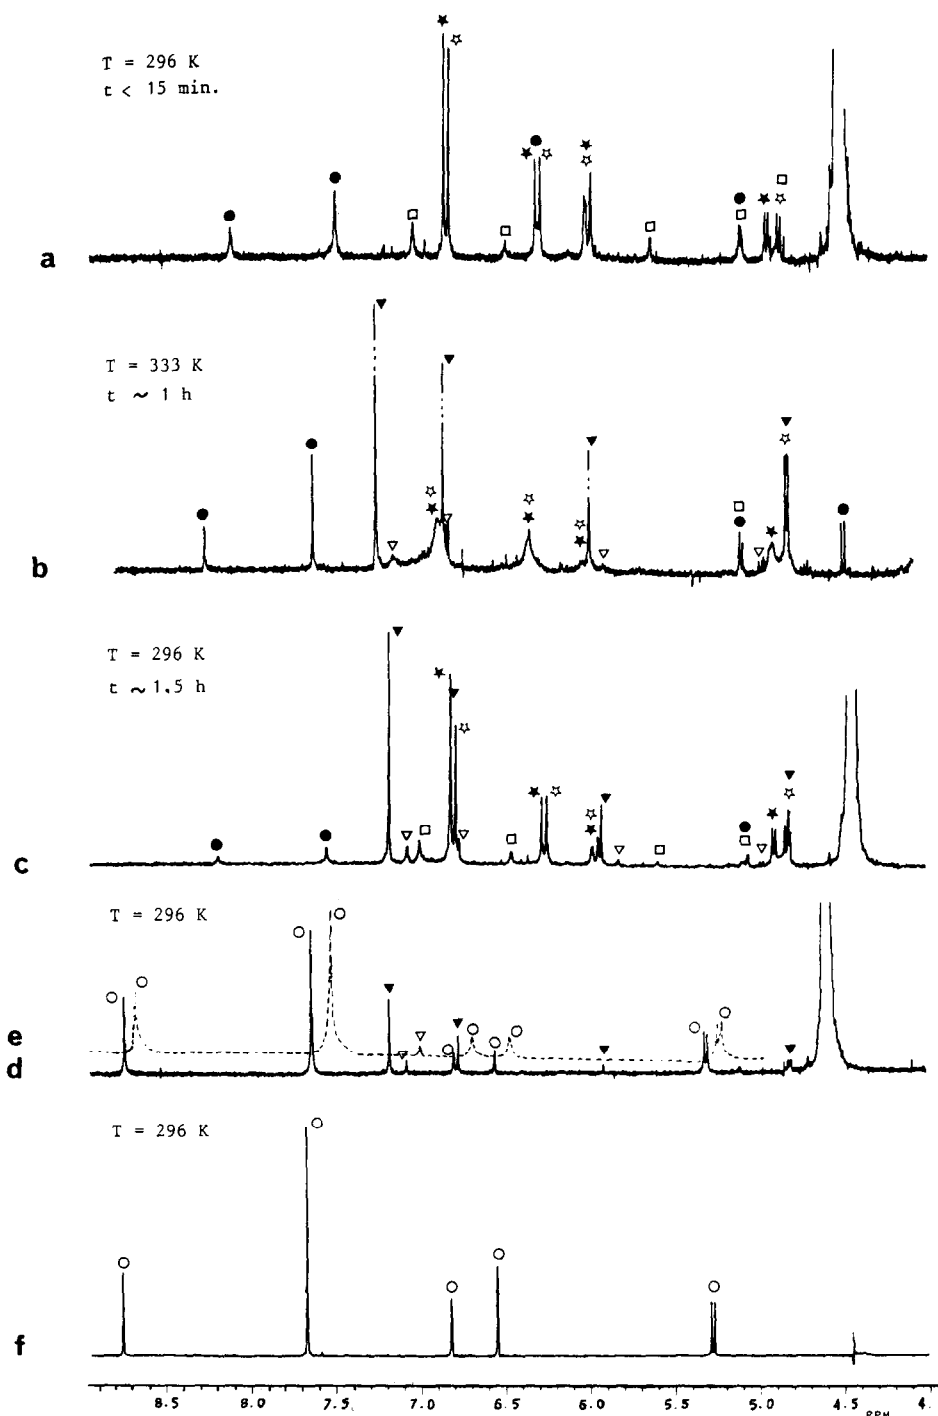 T = 296 K
t < 15 min.
a
T = 333 K
t ~ 1 h
b
T = 296 K
t ~ 1.5 h
c
T = 296 K
e
d
T = 296 K
f
8.5 8.0 7.5 7.0 6.5 6.0 5.5 5.0 4.5 4.
PPM